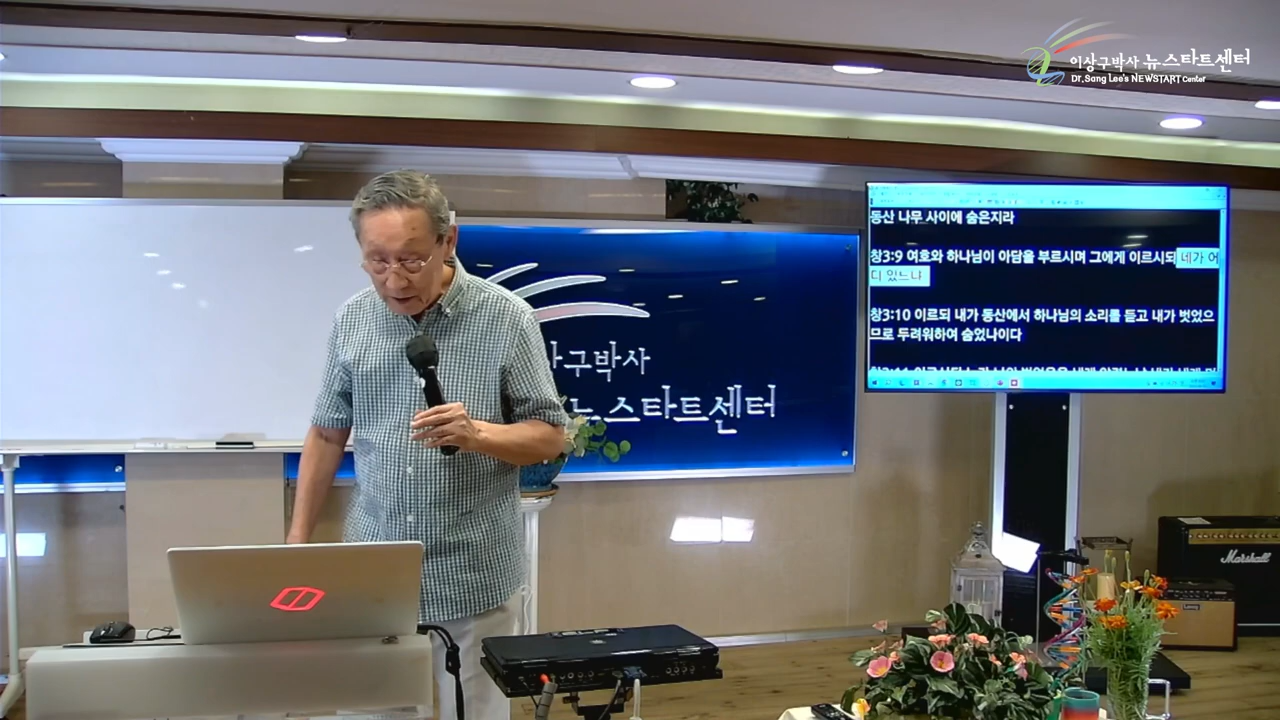 이상구박사 뉴스타트센터
Dr. Sang Lee's NEWSTART Center
동산 나무 사이에 숨은지라
창3:9 여호와 하나님이 아담을 부르시며 그에게 이르시되 네가 어
디 있느냐
창3:10 이르되 내가 동산에서 하나님의 소리를 듣고 내가 벗었으
므로 두려워하여 숨었나이다
상구박사
뉴스타트센터
Marshall
Laney